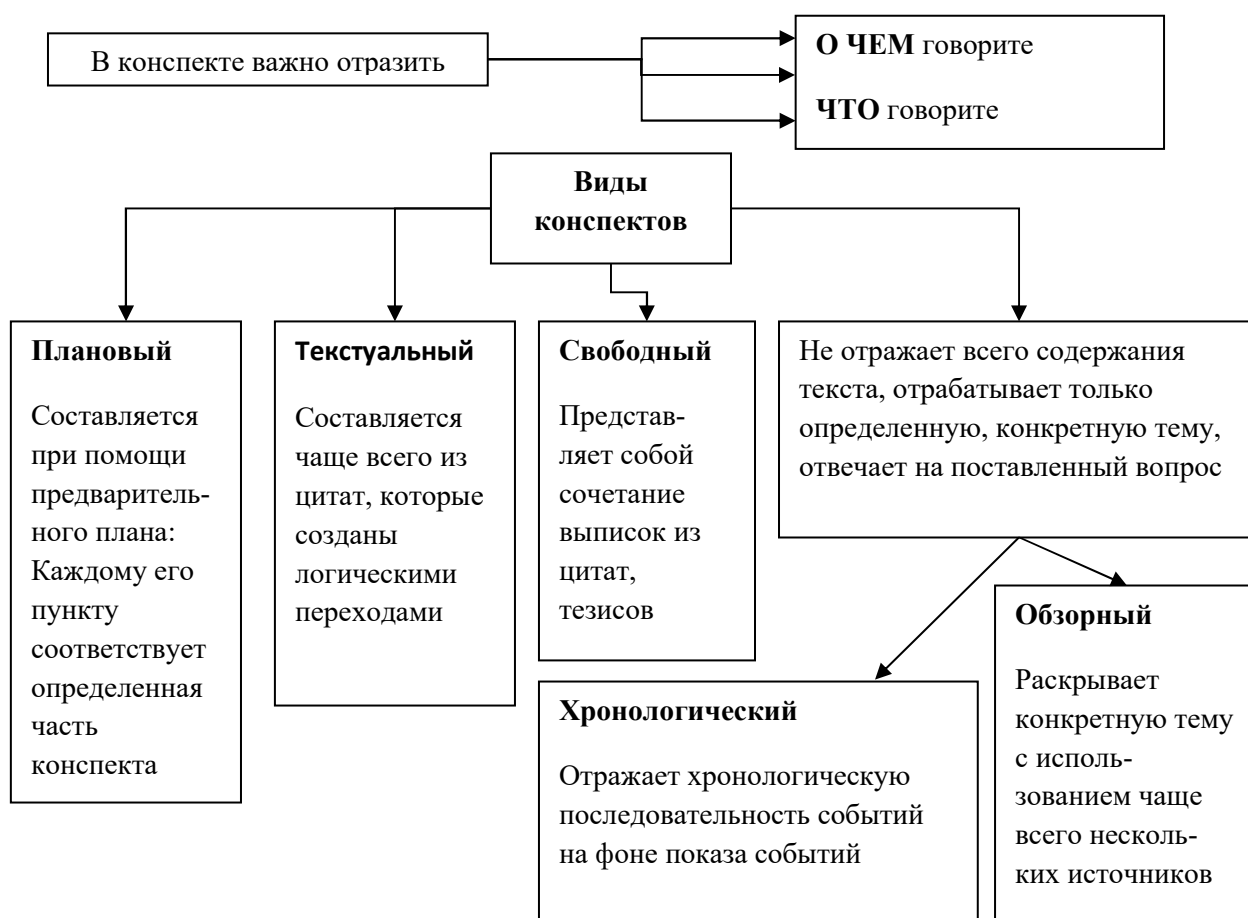 В конспекте важно отразить
О ЧЕМ говорите
ЧТО говорите
Виды
конспектов
Плановый
Составляется
при помощи
предваритель-
ного плана:
Каждому его
пункту
соответствует
определенная
часть
конспекта
Текстуальный
Составляется
чаще всего из
цитат, которые
созданы
логическими
переходами
Свободный
Представ-
ляет собой
сочетание
выписок из
цитат,
тезисов
Не отражает всего содержания
текста, отрабатывает только
определенную, конкретную тему,
отвечает на поставленный вопрос
Хронологический
Отражает хронологическую
последовательность событий
на фоне показа событий
Обзорный
Раскрывает
конкретную тему
с исполь-
зованием чаще
всего несколь-
ких источников